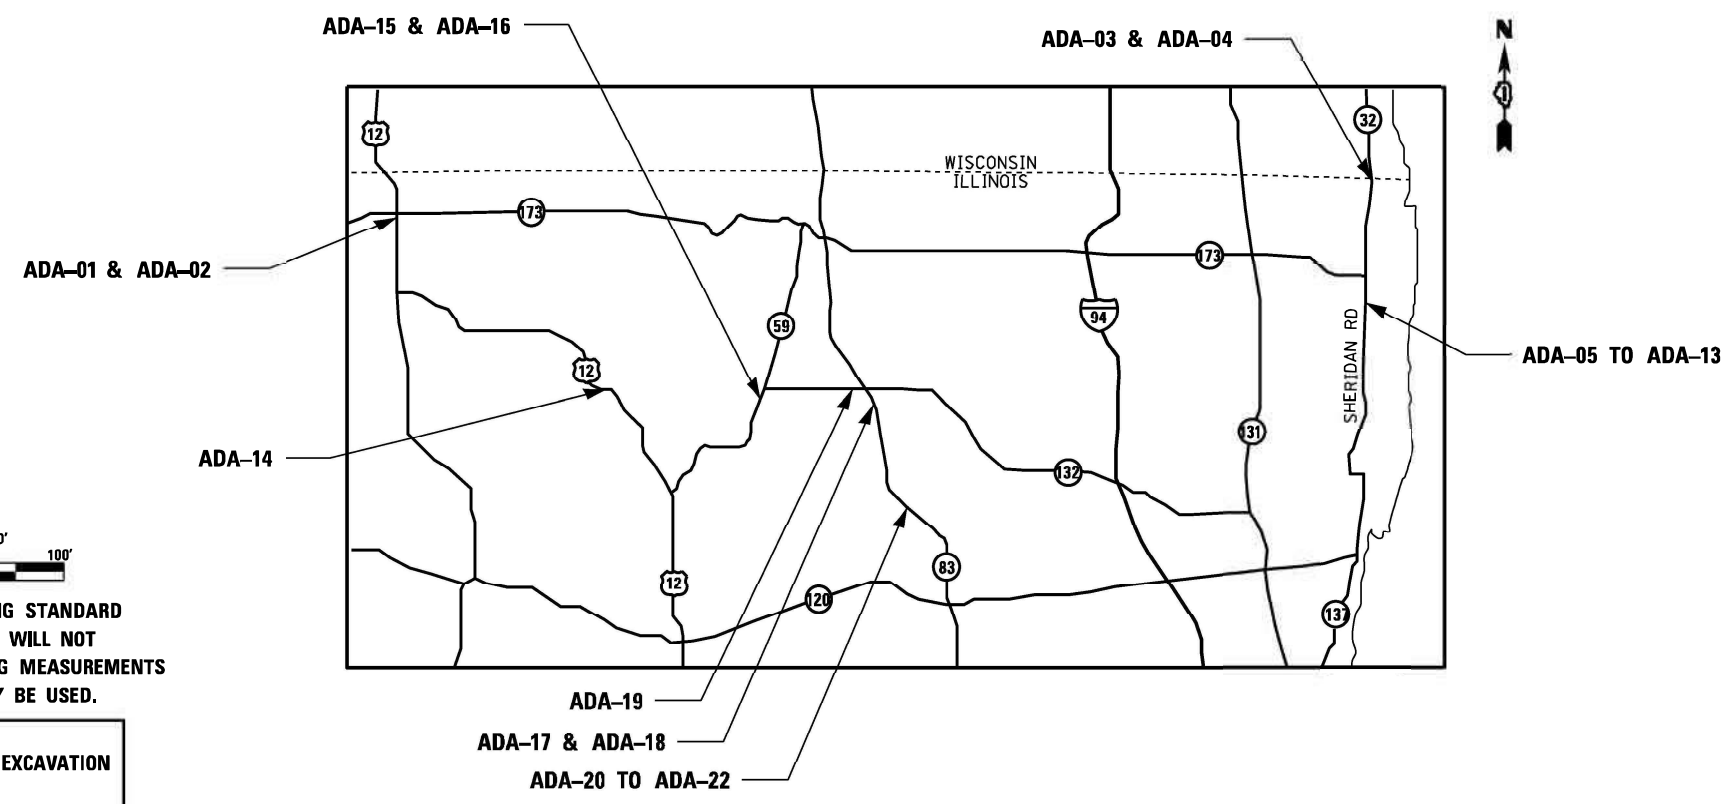 ADA–15 & ADA–16
ADA–03 & ADA–04
N
32
12
WISCONSIN
ILLINOIS
173
173
ADA–01 & ADA–02
94
59
SHERIDAN RD
ADA–05 TO ADA–13
12
131
ADA–14
132
0'
100'
83
12
120
137
NG STANDARD
WILL NOT
G MEASUREMENTS
Y BE USED.
ADA–19
ADA–17 & ADA–18
EXCAVATION
ADA–20 TO ADA–22